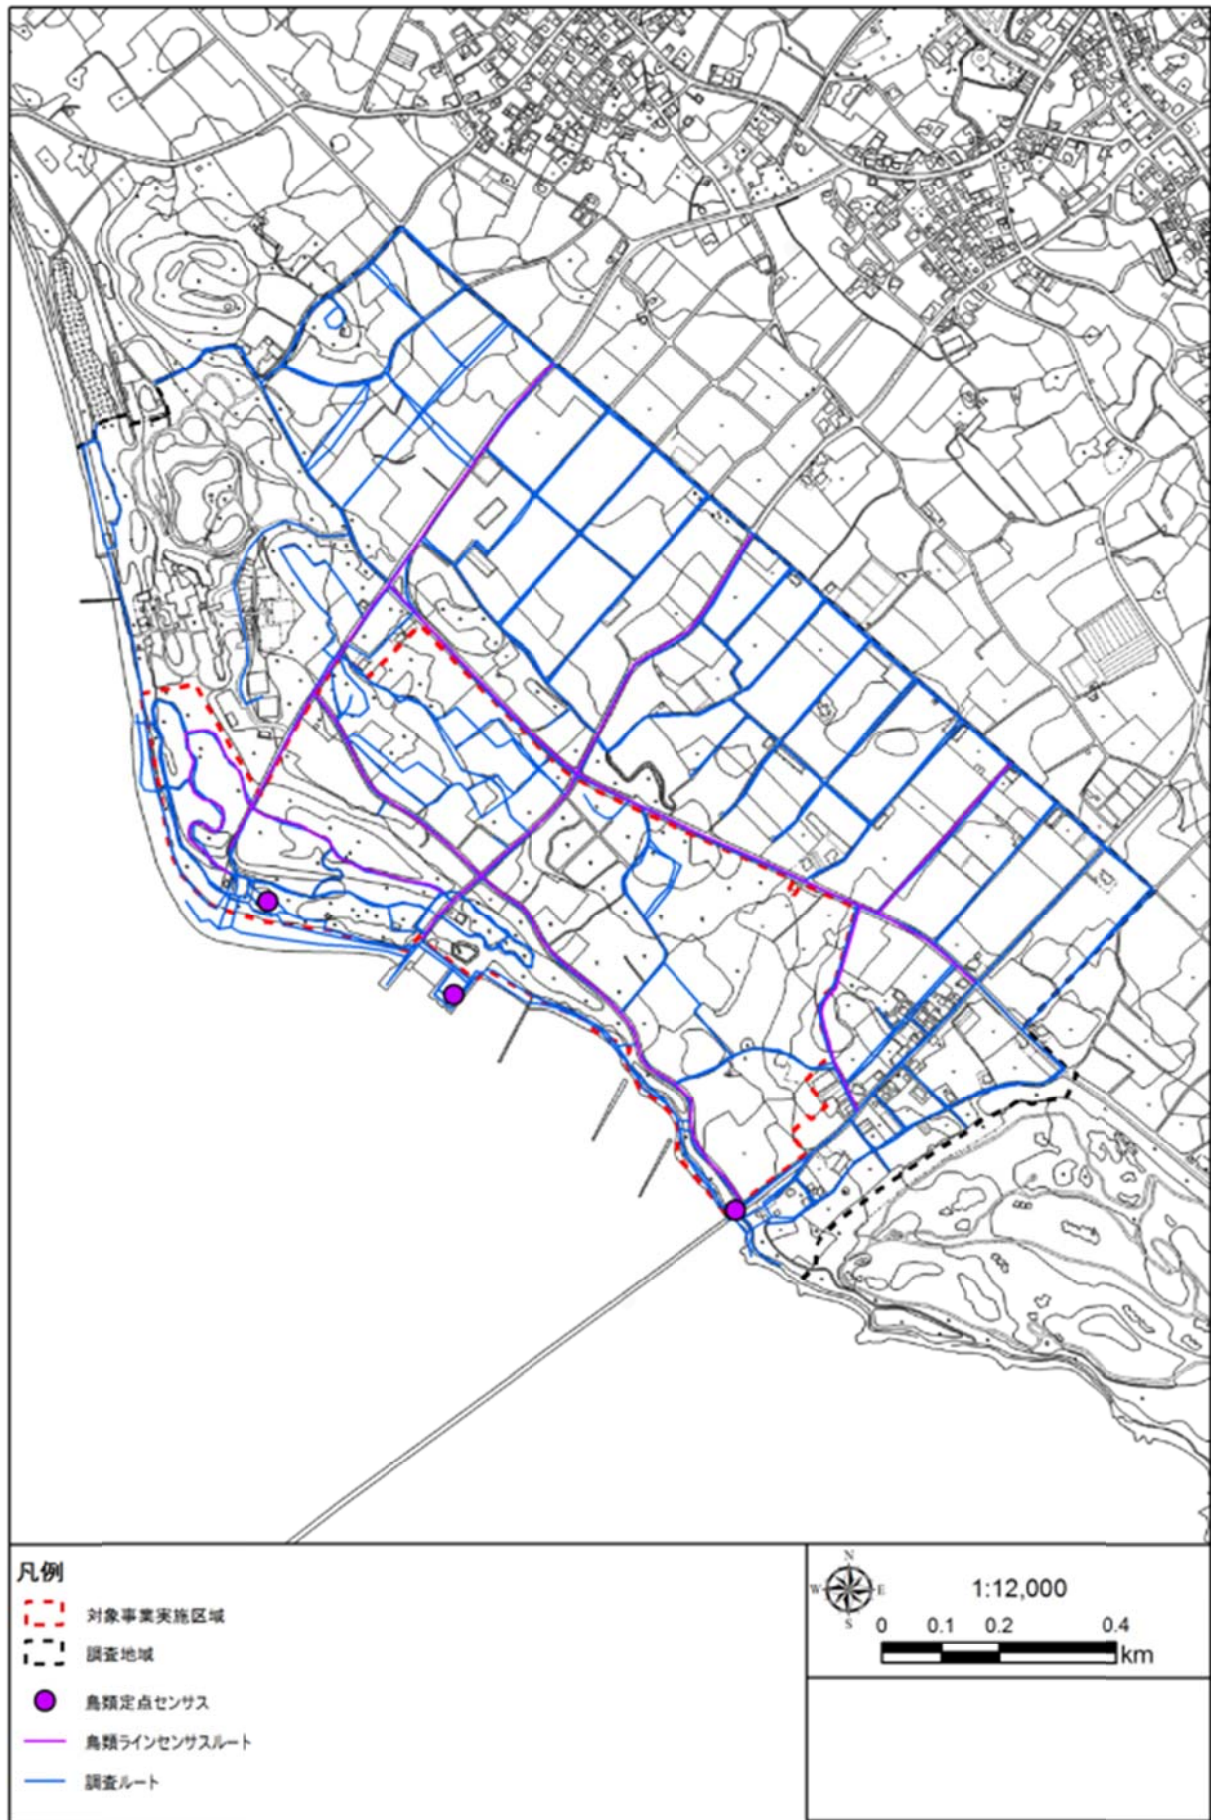 凡例
対象事業実施区域
調査地域
鳥類定点センサス
鳥類ラインセンサスルート
調査ルート
N
W E
S
1:12,000
0 0.1 0.2 0.4
km